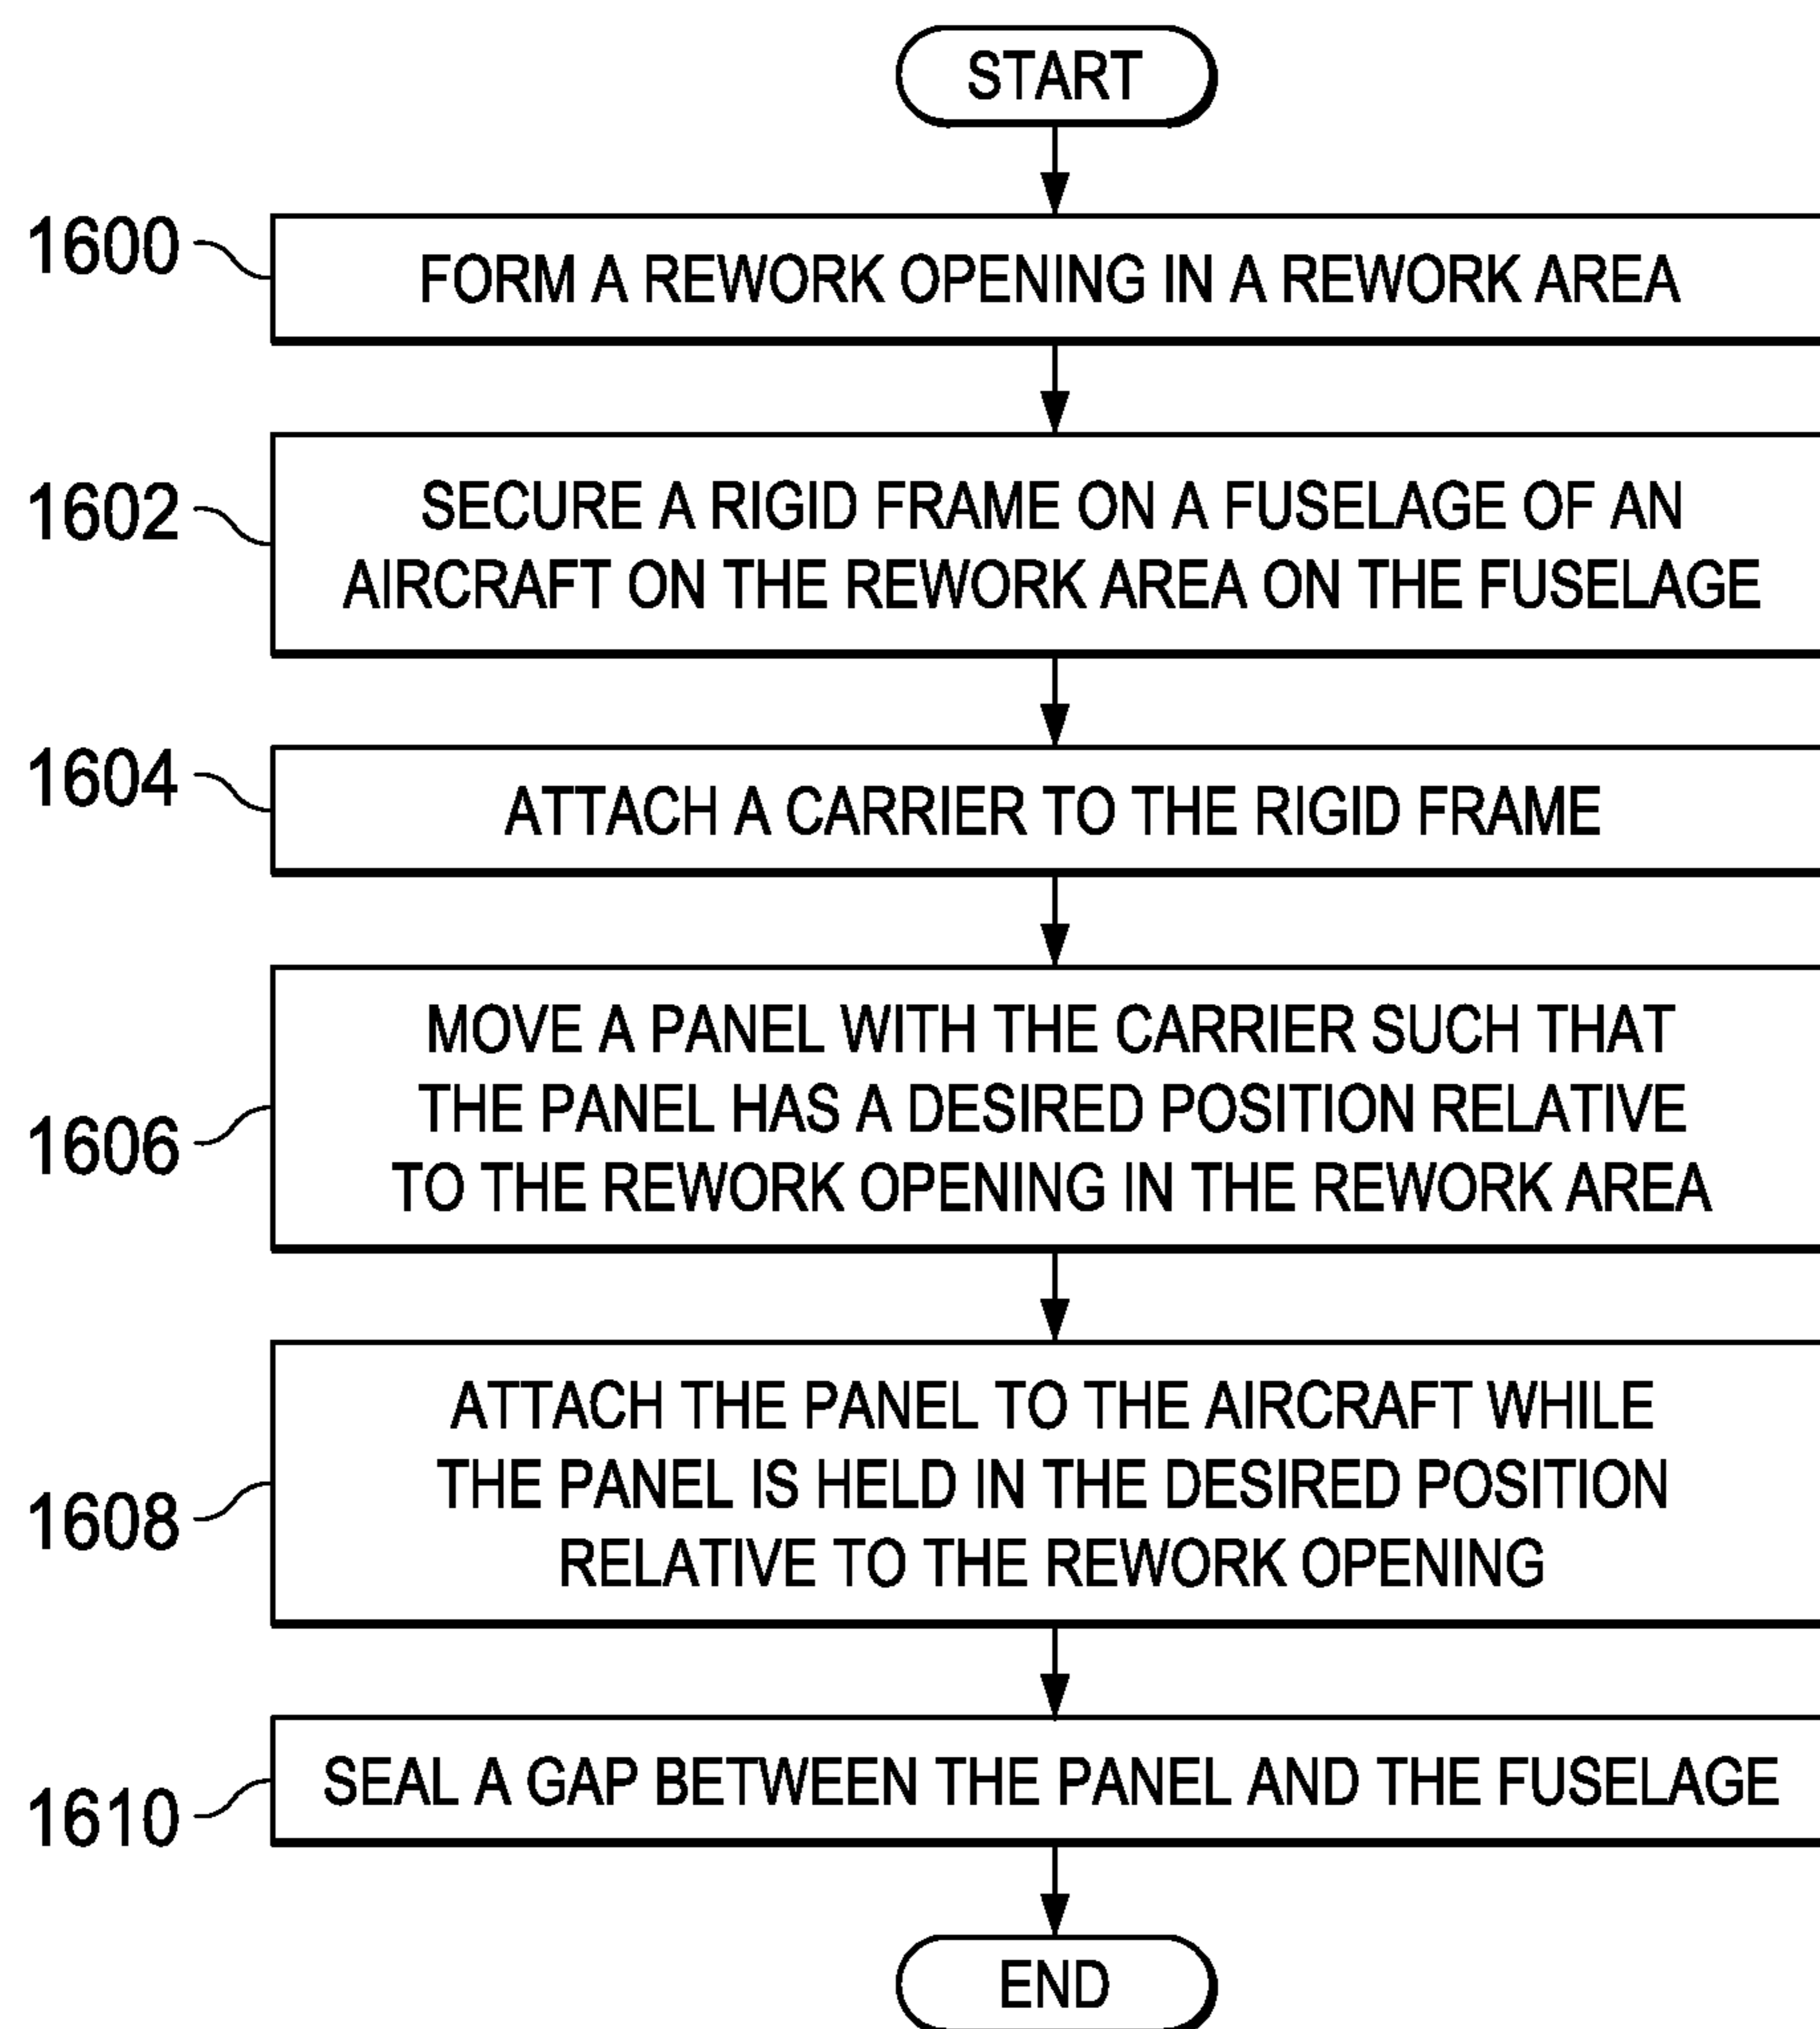 START
1600
FORM A REWORK OPENING IN A REWORK AREA
1602
SECURE A RIGID FRAME ON A FUSELAGE OF AN
AIRCRAFT ON THE REWORK AREA ON THE FUSELAGE
1604
ATTACH A CARRIER TO THE RIGID FRAME
1606
MOVE A PANEL WITH THE CARRIER SUCH THAT
THE PANEL HAS A DESIRED POSITION RELATIVE
TO THE REWORK OPENING IN THE REWORK AREA
1608
ATTACH THE PANEL TO THE AIRCRAFT WHILE
THE PANEL IS HELD IN THE DESIRED POSITION
RELATIVE TO THE REWORK OPENING
1610
SEAL A GAP BETWEEN THE PANEL AND THE FUSELAGE
END